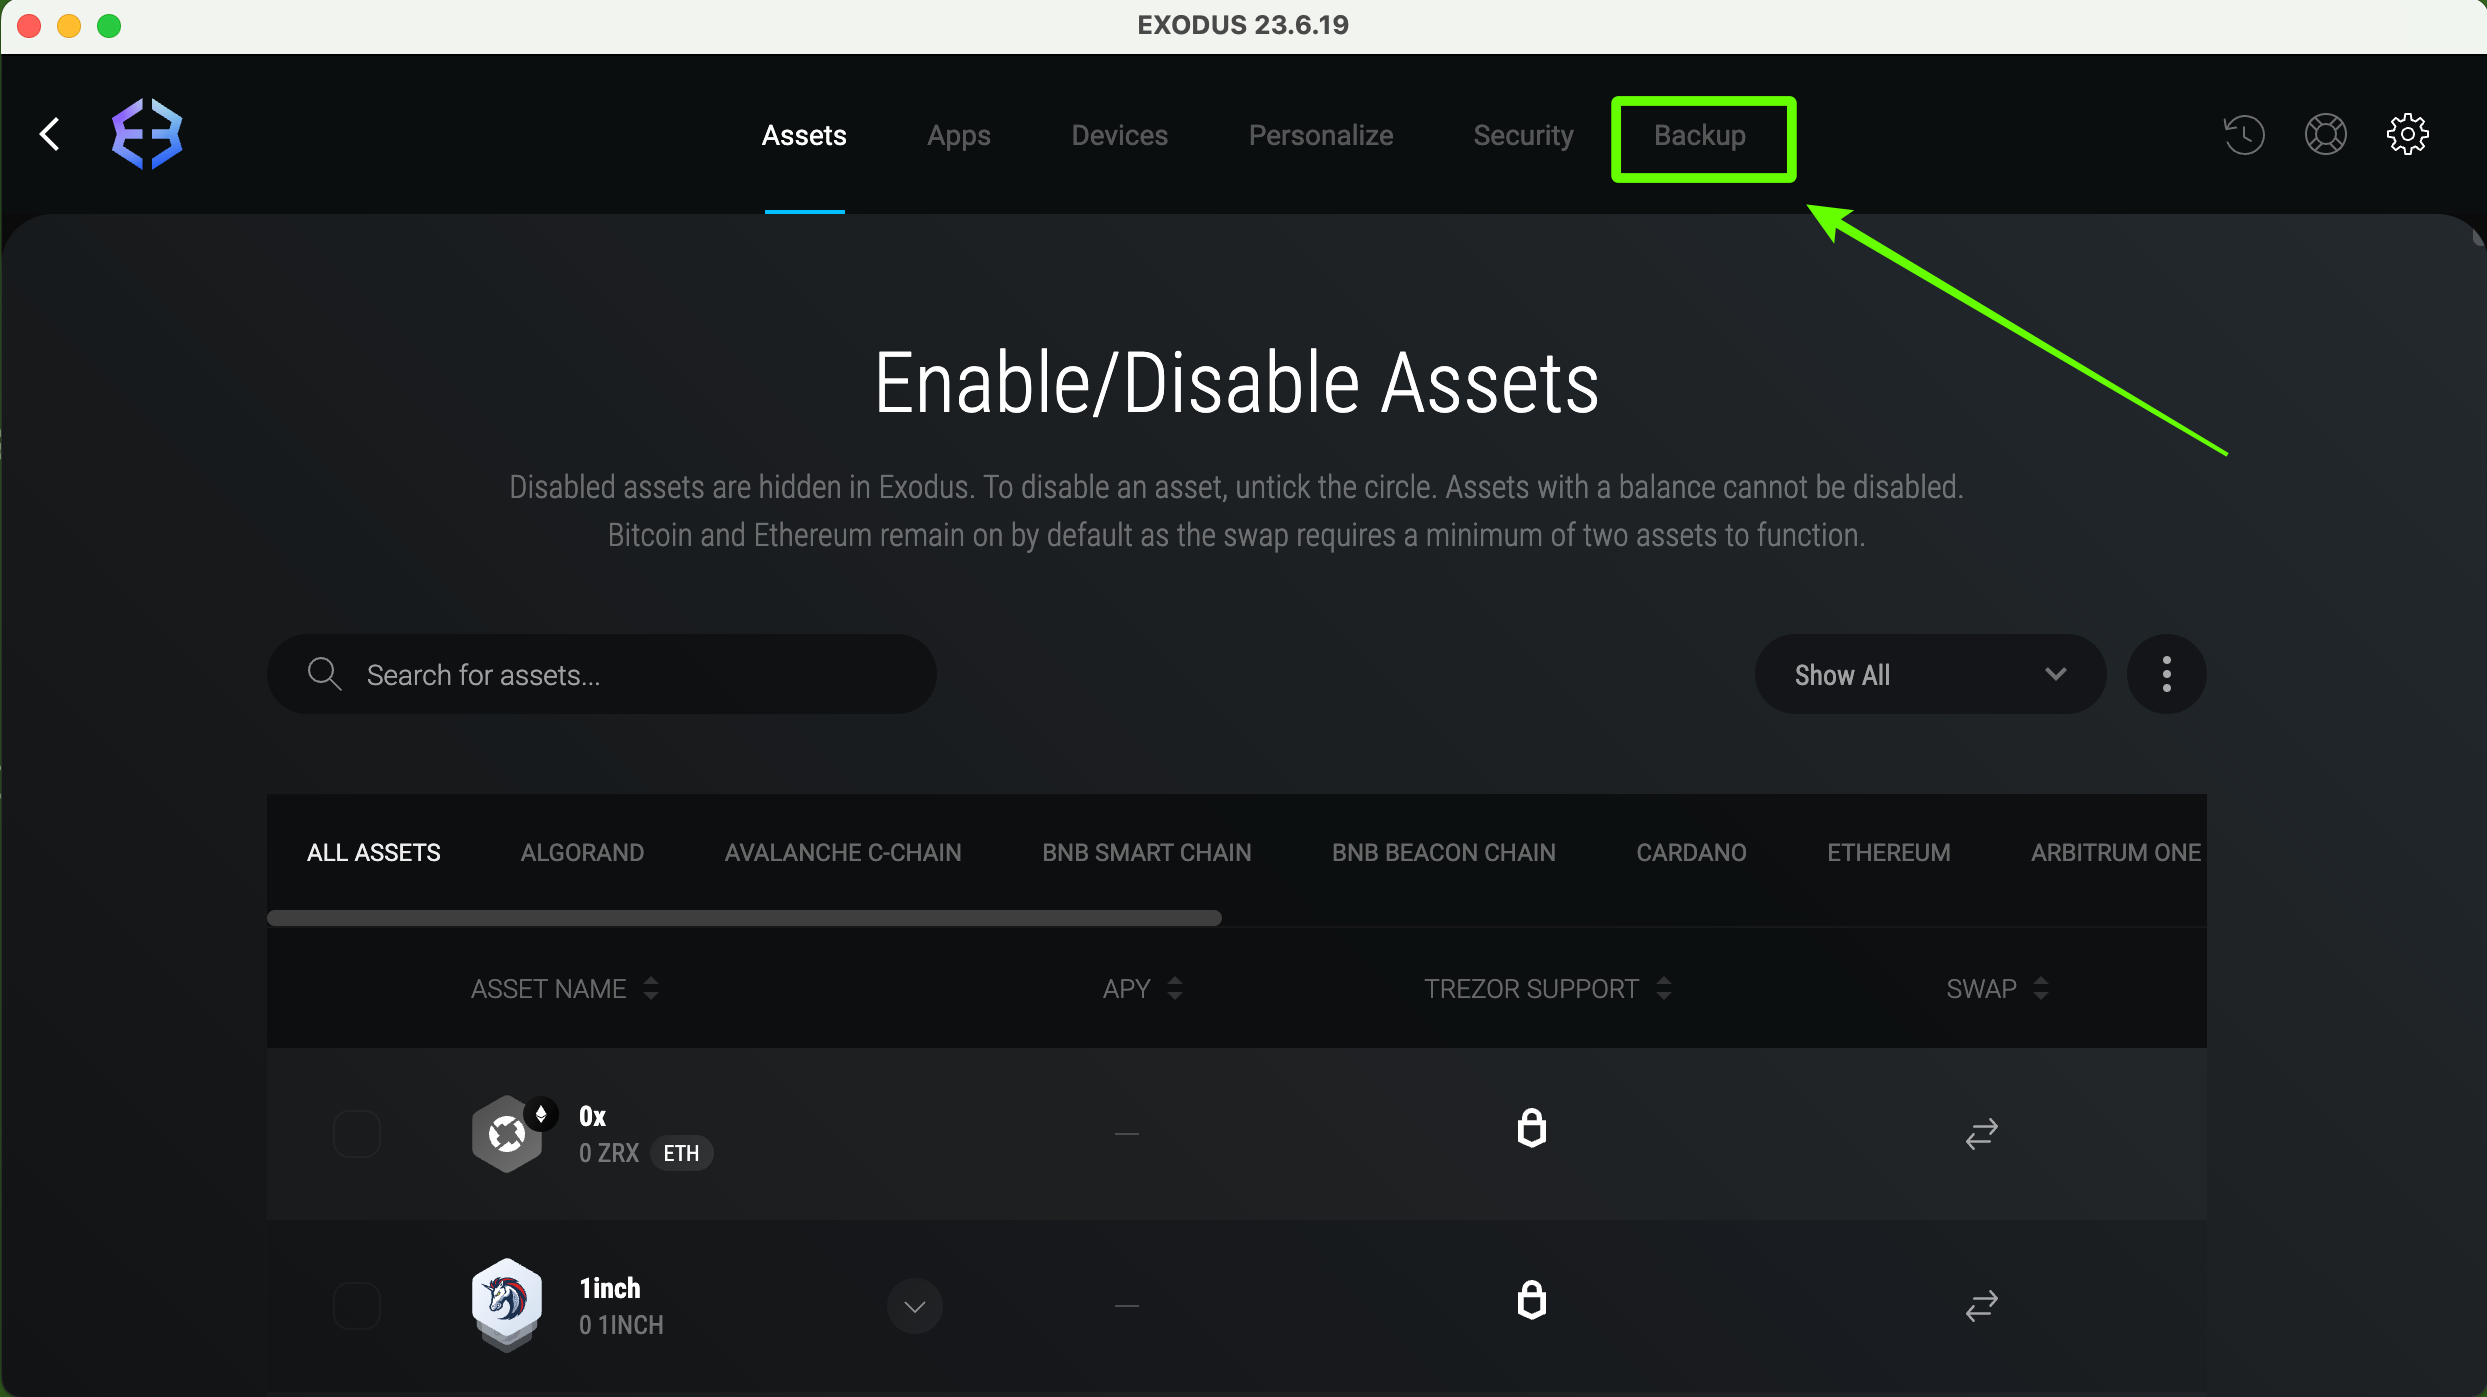 EXODUS 23.6.19
Assets Apps Devices Personalize Security Backup
Enable/Disable Assets
Disabled assets are hidden in Exodus. To disable an asset, untick the circle. Assets with a balance cannot be disabled.
Bitcoin and Ethereum remain on by default as the swap requires a minimum of two assets to function.
Search for assets... Show All
ALL ASSETS ALGORAND AVALANCHE C-CHAIN BNB SMART CHAIN BNB BEACON CHAIN CARDANO ETHEREUM ARBITRUM ONE
ASSET NAME APY TREZOR SUPPORT SWAP
0x
0 ZRX ETH
1inch
0 1INCH